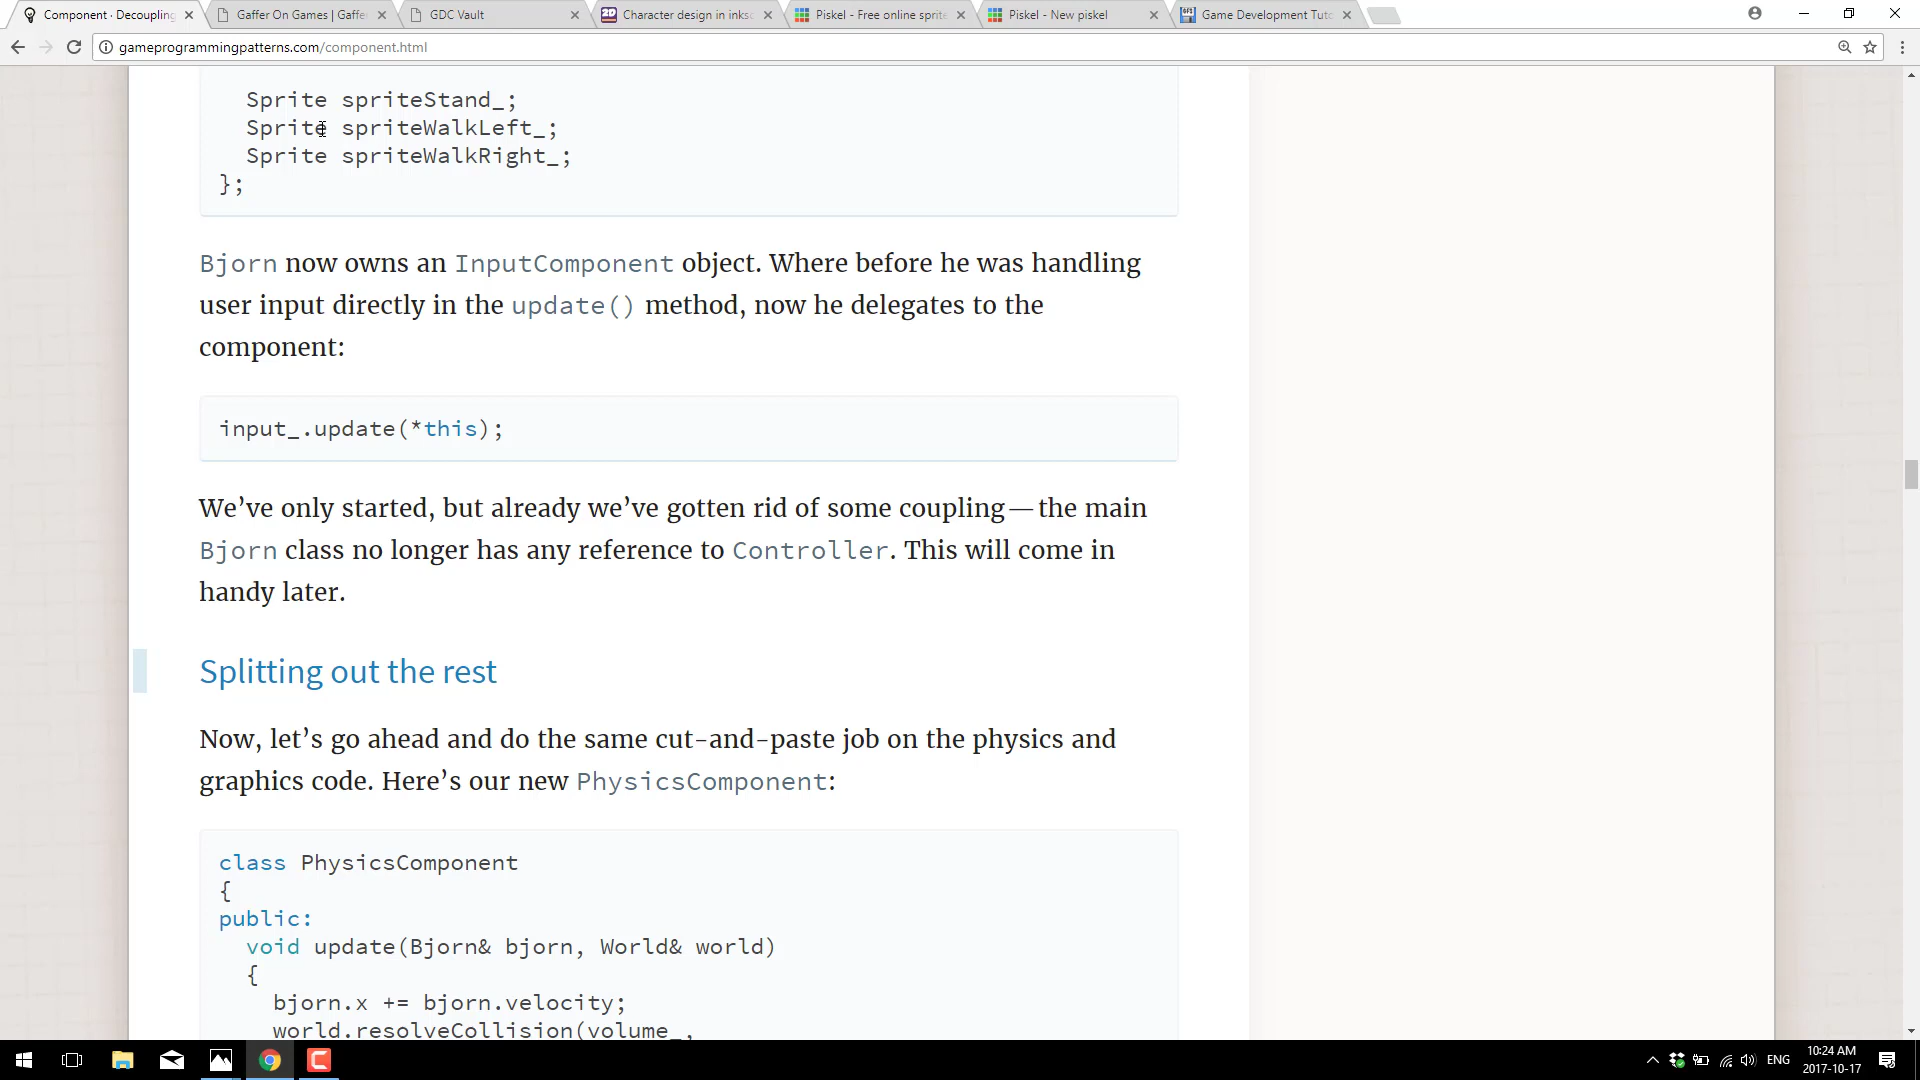 Component · Decoupling
Gaffer On Games | Gaffe
GDC Vault
Character design in inksc
Piskel - Free online sprite
Piskel - New piskel
Game Development Tuto
gameprogrammingpatterns.com/component.html
Sprite spriteStand_;
Sprite spriteWalkLeft_;
Sprite spriteWalkRight_;
};
Bjorn now owns an InputComponent object. Where before he was handling
user input directly in the update() method, now he delegates to the
component:
input_.update(*this);
We’ve only started, but already we’ve gotten rid of some coupling — the main
Bjorn class no longer has any reference to Controller. This will come in
handy later.
Splitting out the rest
Now, let’s go ahead and do the same cut-and-paste job on the physics and
graphics code. Here’s our new PhysicsComponent:
class PhysicsComponent
{
public:
void update(Bjorn& bjorn, World& world)
{
bjorn.x += bjorn.velocity;
world.resolveCollision(volume_,
ENG
10:24 AM
2017-10-17